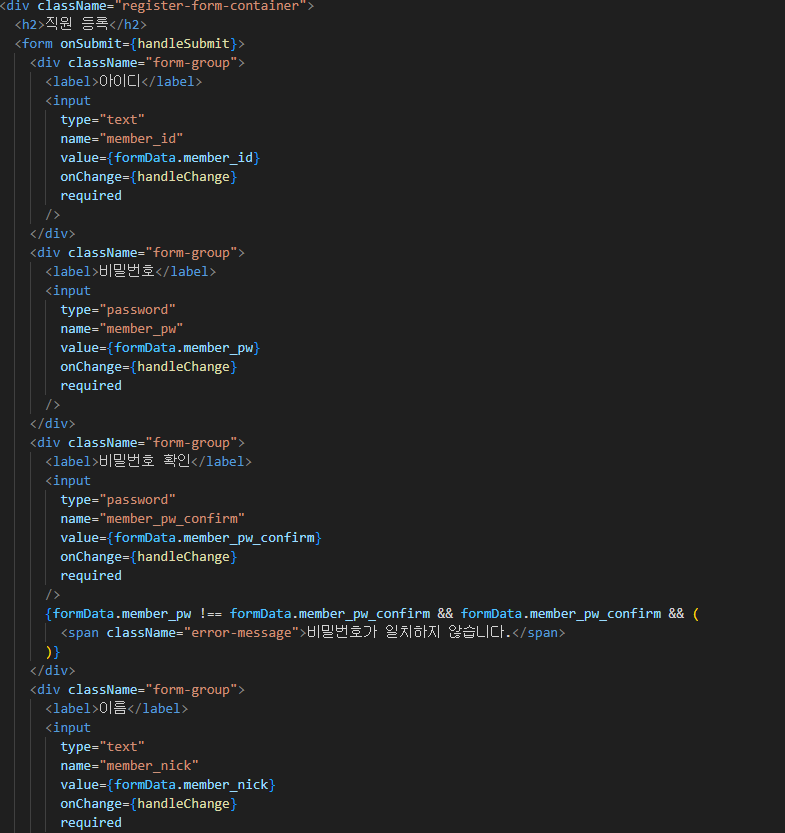 <div className="register-form-container">
<h2>직원 등록</h2>
<form onSubmit={handleSubmit}>
<div className="form-group">
<label>아이디</label>
<input
type="text"
name="member_id"
value={formData.member_id}
onChange={handleChange}
required
/>
</div>
<div className="form-group">
<label>비밀번호</label>
<input
type="password"
name="member_pw"
value={formData.member_pw}
onChange={handleChange}
required
/>
</div>
<div className="form-group">
<label>비밀번호 확인</label>
<input
type="password"
name="member_pw_confirm"
value={formData.member_pw_confirm}
onChange={handleChange}
required
/>
{formData.member_pw !== formData.member_pw_confirm && formData.member_pw_confirm && (
<span className="error-message">비밀번호가 일치하지 않습니다.</span>
)}
</div>
<div className="form-group">
<label>이름</label>
<input
type="text"
name="member_nick"
value={formData.member_nick}
onChange={handleChange}
required